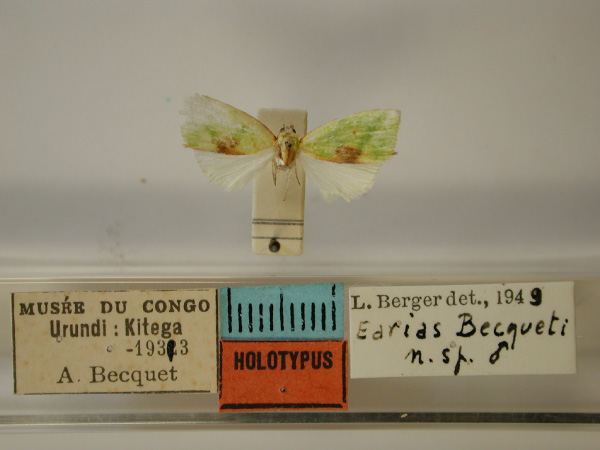 MUSÉE DU CONGO
Urundi : Kitega
A. Becquet
HOLOTYPUS
L. Berger det., 1949
Earias Becqueti
n. sp. ♂